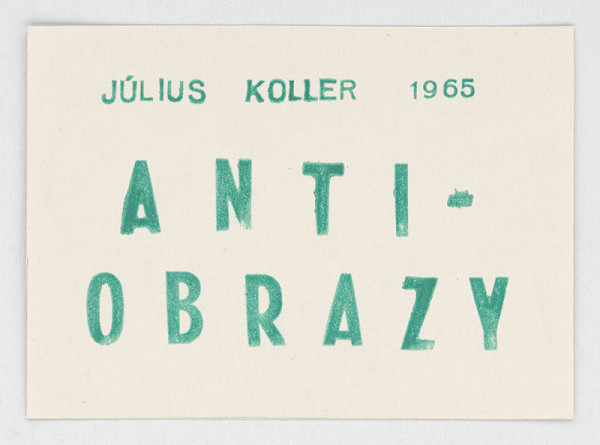 JÚLIUS KOLLER 1965
ANTI-
OBRAZY